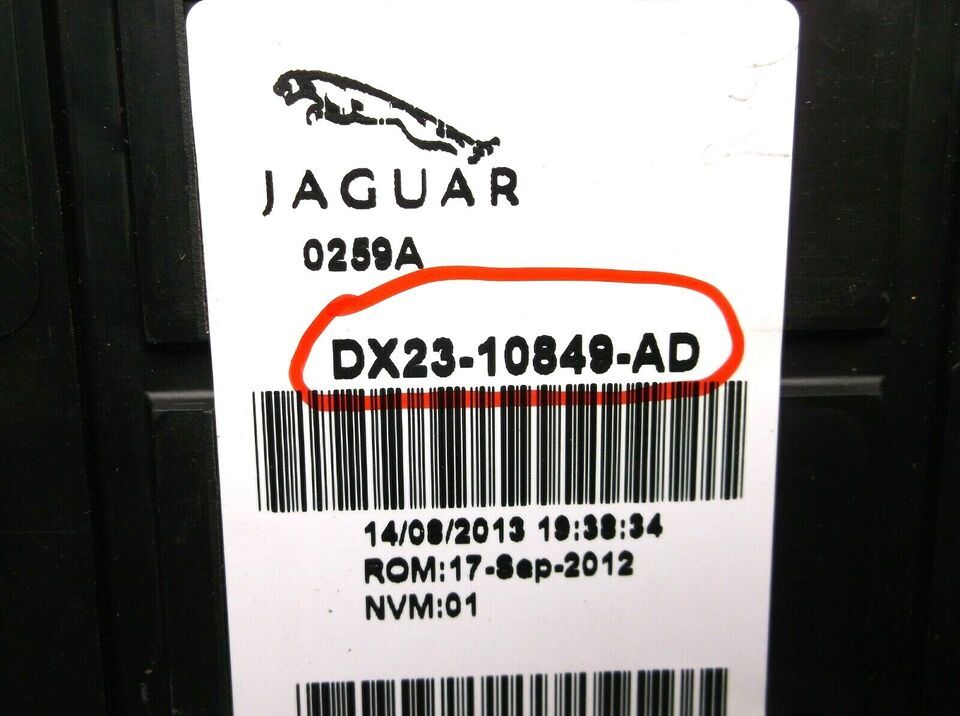 JAGUAR
0259A
DX23-10849-AD
14/08/2013 19:38:34
ROM:17-Sep-2012
NVM:01